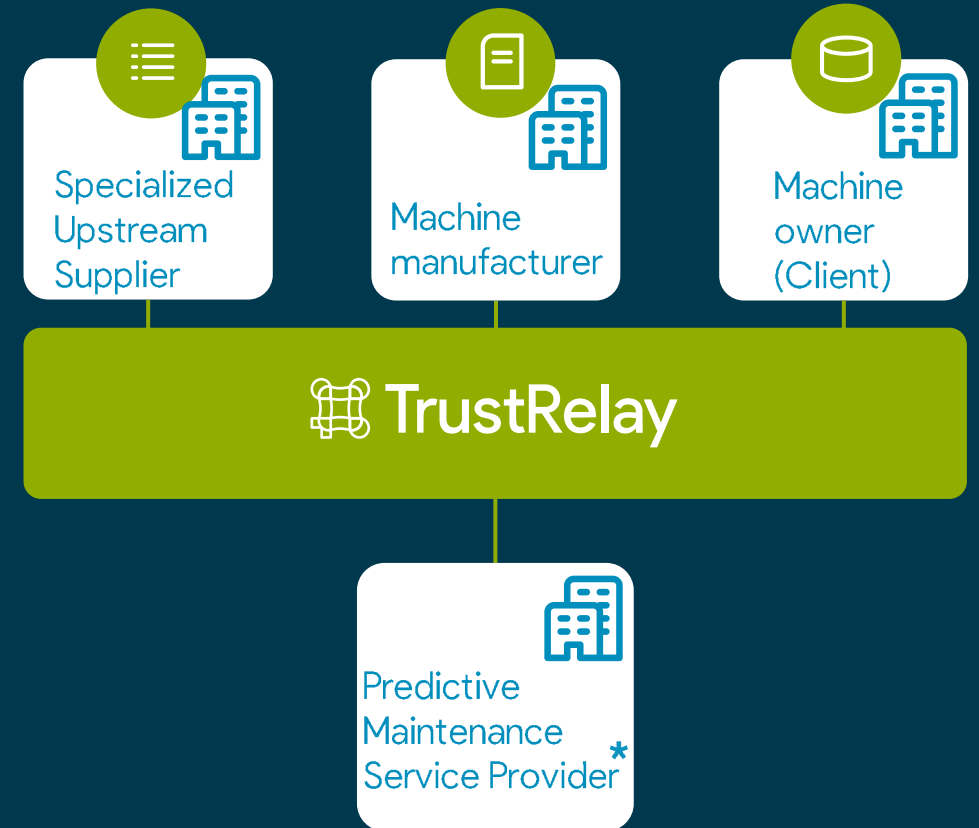 Specialized
Upstream
Supplier
Machine
manufacturer
Machine
owner
(Client)
TrustRelay
Predictive
Maintenance
Service Provider*